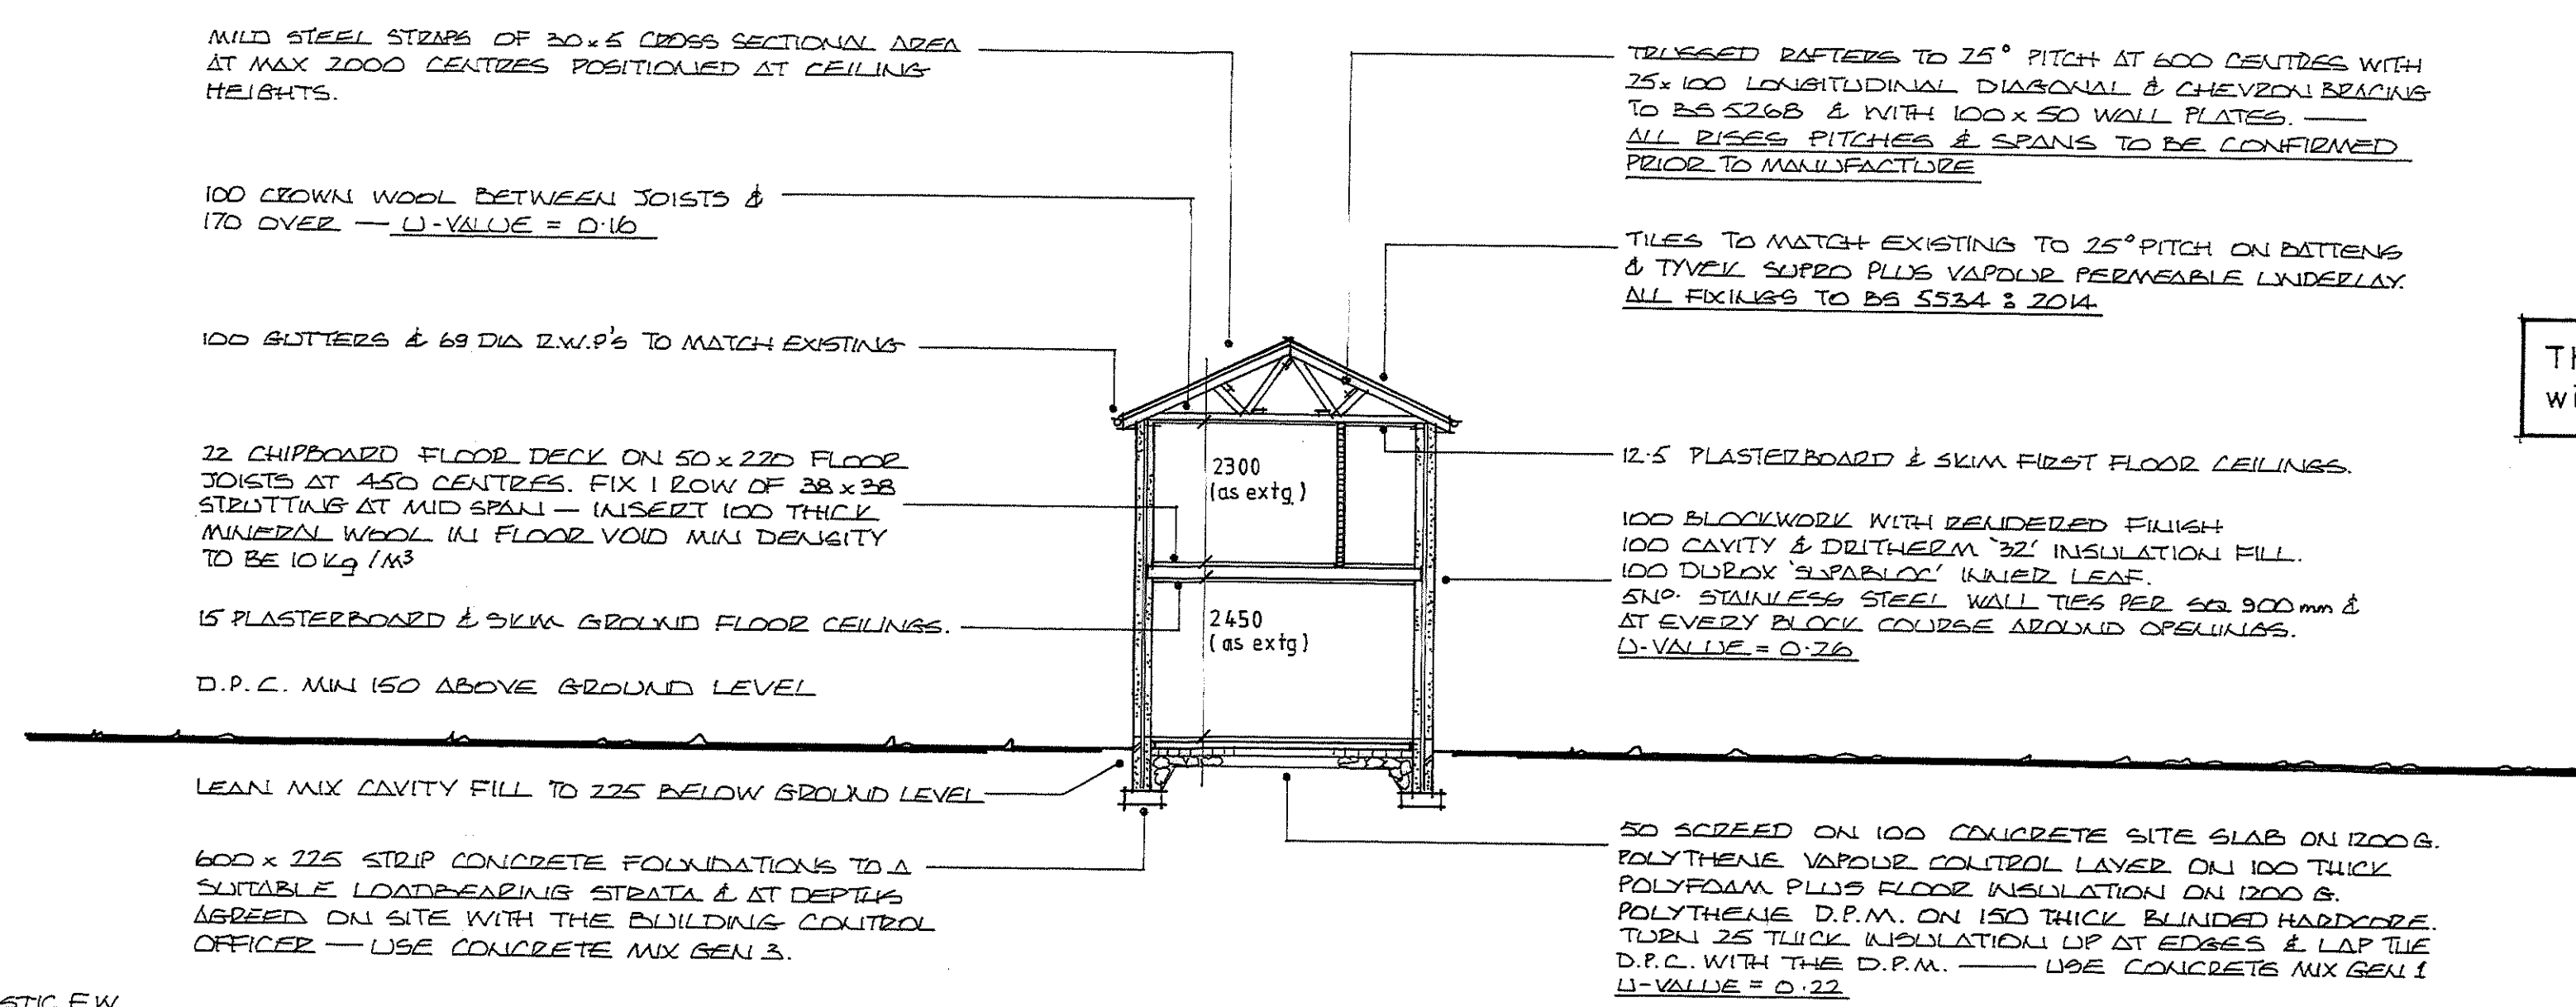 MILD STEEL STRAPS OF 30x5 CROSS SECTIONAL AREA
AT MAX 2000 CENTRES POSITIONED AT CEILING
HEIGHTS.
100 CROWN WOOL BETWEEN JOISTS &
170 OVER — U-VALUE = 0.16
100 GUTTERS & 69 DIA R.W.P'S TO MATCH EXISTING
22 CHIPBOARD FLOOR DECK ON 50x220 FLOOR
JOISTS AT 450 CENTRES. FIX 1 ROW OF 38x38
STRUTTING AT MID SPAN — INSERT 100 THICK
MINERAL WOOL IN FLOOR VOID MIN DENSITY
TO BE 10 Kg/M³
15 PLASTERBOARD & SKIM GROUND FLOOR CEILINGS.
D.P.C. MIN 150 ABOVE GROUND LEVEL
LEAN MIX CAVITY FILL TO 225 BELOW GROUND LEVEL
600 x 225 STRIP CONCRETE FOUNDATIONS TO A
SUITABLE LOADBEARING STRATA & AT DEPTHS
AGREED ON SITE WITH THE BUILDING CONTROL
OFFICER — USE CONCRETE MIX GEN 3.
2300
(as extg)
2450
(as extg)
TRUSSED RAFTERS TO 25° PITCH AT 600 CENTRES WITH
25x100 LONGITUDINAL DIAGONAL & CHEVRON BRACING
TO BS 5268 & WITH 100x50 WALL PLATES. —
ALL RISES PITCHES & SPANS TO BE CONFIRMED
PRIOR TO MANUFACTURE
TILES TO MATCH EXISTING TO 25° PITCH ON BATTENS
& TYVEK SUPRO PLUS VAPOUR PERMEABLE UNDERLAY.
ALL FIXINGS TO BS 5534 : 2014
12.5 PLASTERBOARD & SKIM FIRST FLOOR CEILINGS.
100 BLOCKWORK WITH RENDERED FINISH
100 CAVITY & DRITHERM '32' INSULATION FILL.
100 DUROX 'SUPABLOC' INNER LEAF.
5No. STAINLESS STEEL WALL TIES PER SQ 900mm &
AT EVERY BLOCK COURSE AROUND OPENINGS.
U-VALUE = 0.26
50 SCREED ON 100 CONCRETE SITE SLAB ON 1200 G.
POLYTHENE VAPOUR CONTROL LAYER ON 100 THICK
POLYFOAM PLUS FLOOR INSULATION ON 1200 G.
POLYTHENE D.P.M. ON 150 THICK BLINDED HARDCORE.
TURN 25 THICK INSULATION UP AT EDGES & LAP THE
D.P.C. WITH THE D.P.M. — USE CONCRETE MIX GEN 1
U-VALUE = 0.22